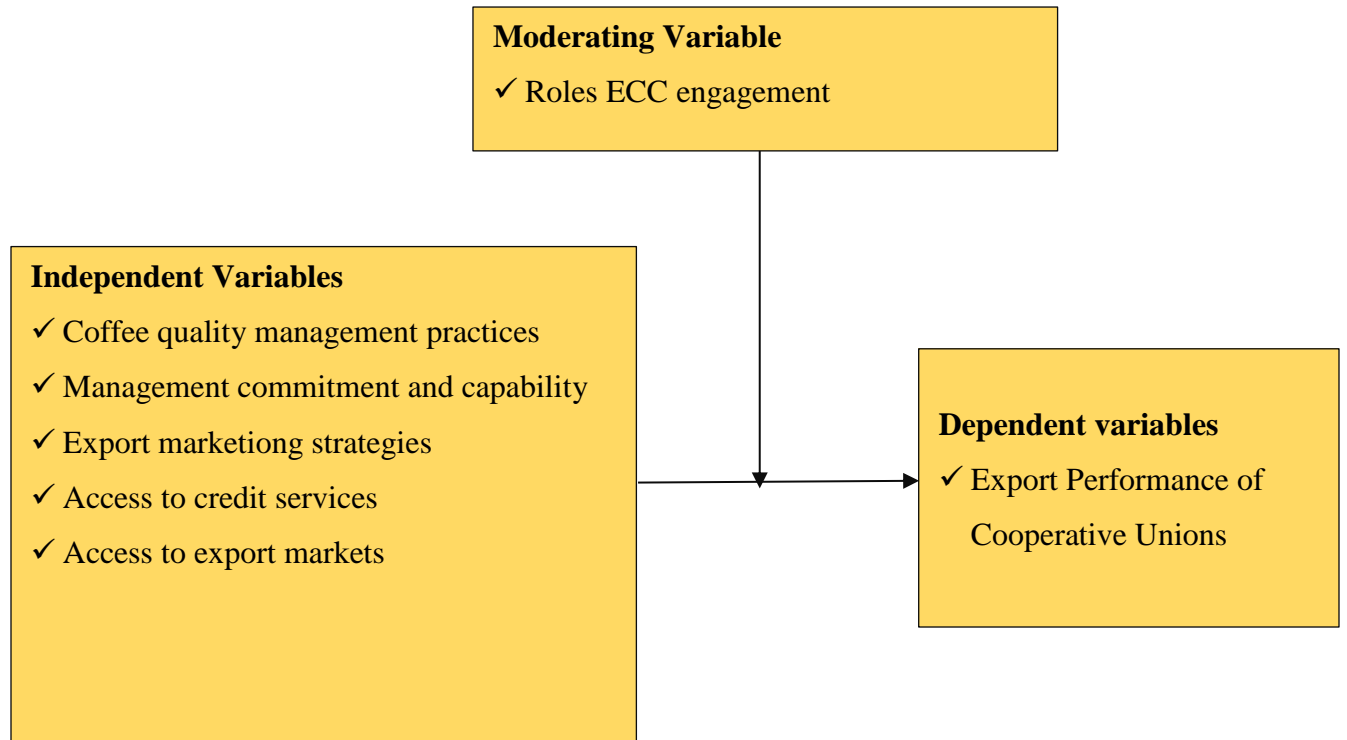 Moderating Variable
✓ Roles ECC engagement
Independent Variables
✓ Coffee quality management practices
✓ Management commitment and capability
✓ Export marketiong strategies
✓ Access to credit services
✓ Access to export markets
Dependent variables
✓ Export Performance of
Cooperative Unions